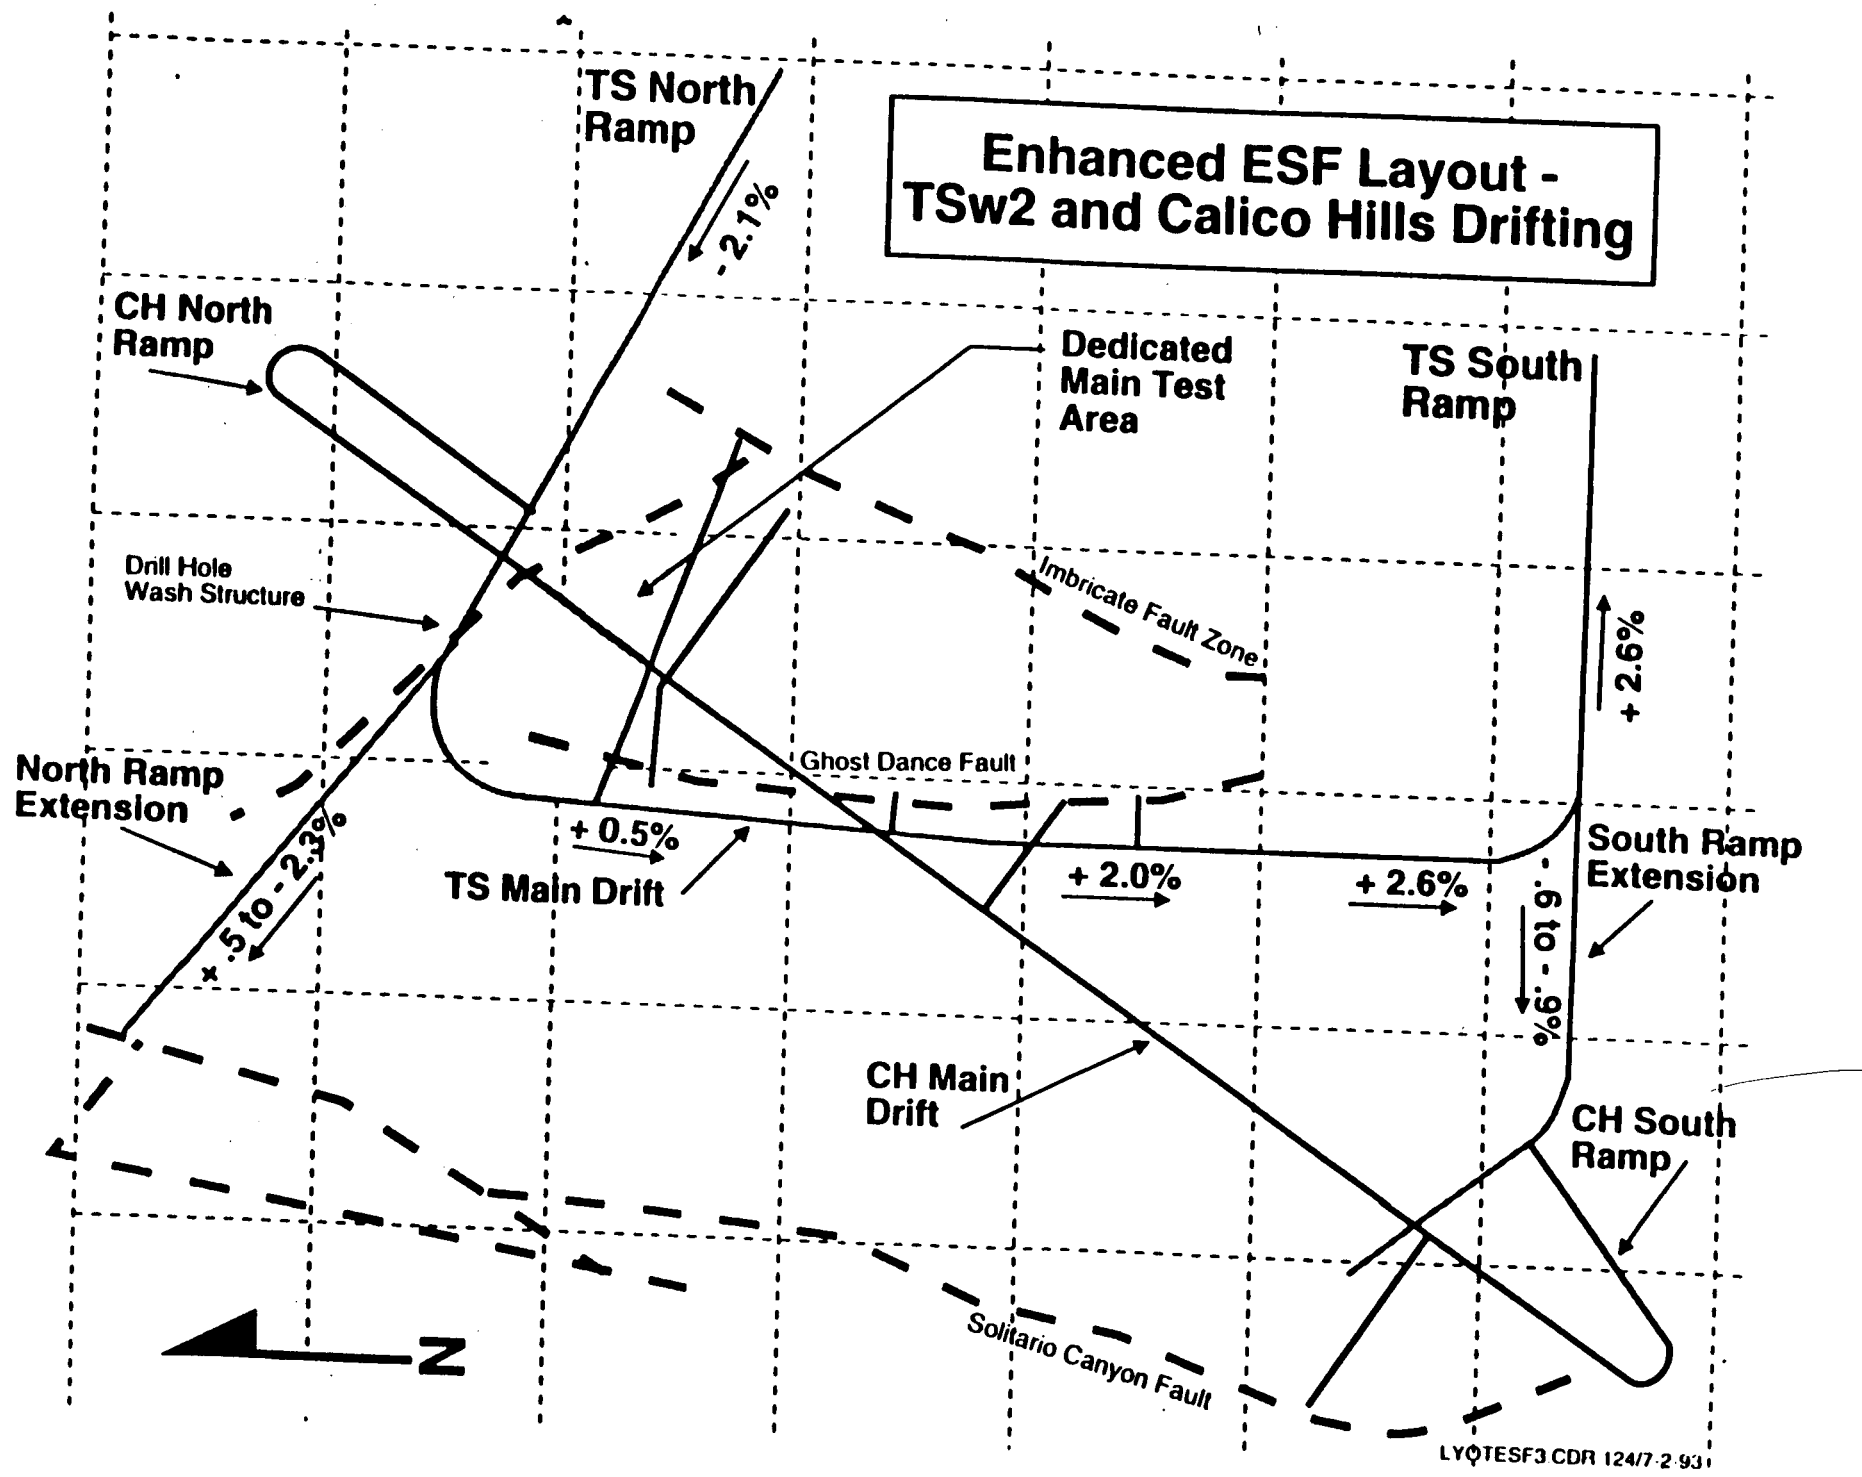 TS North
Ramp
Enhanced ESF Layout -
TSw2 and Calico Hills Drifting
- 2.1%
CH North
Ramp
Dedicated
Main Test
Area
TS South
Ramp
Drill Hole
Wash Structure
Imbricate Fault Zone
+ 2.6%
North Ramp
Extension
Ghost Dance Fault
+ 0.5%
TS Main Drift
+ 2.0%
+ 2.6%
South Ramp
Extension
+ .5 to - 2.3%
- .6 to - .9%
CH Main
Drift
CH South
Ramp
Solitario Canyon Fault
N
LYOTESF3.CDR 124/7-2-93